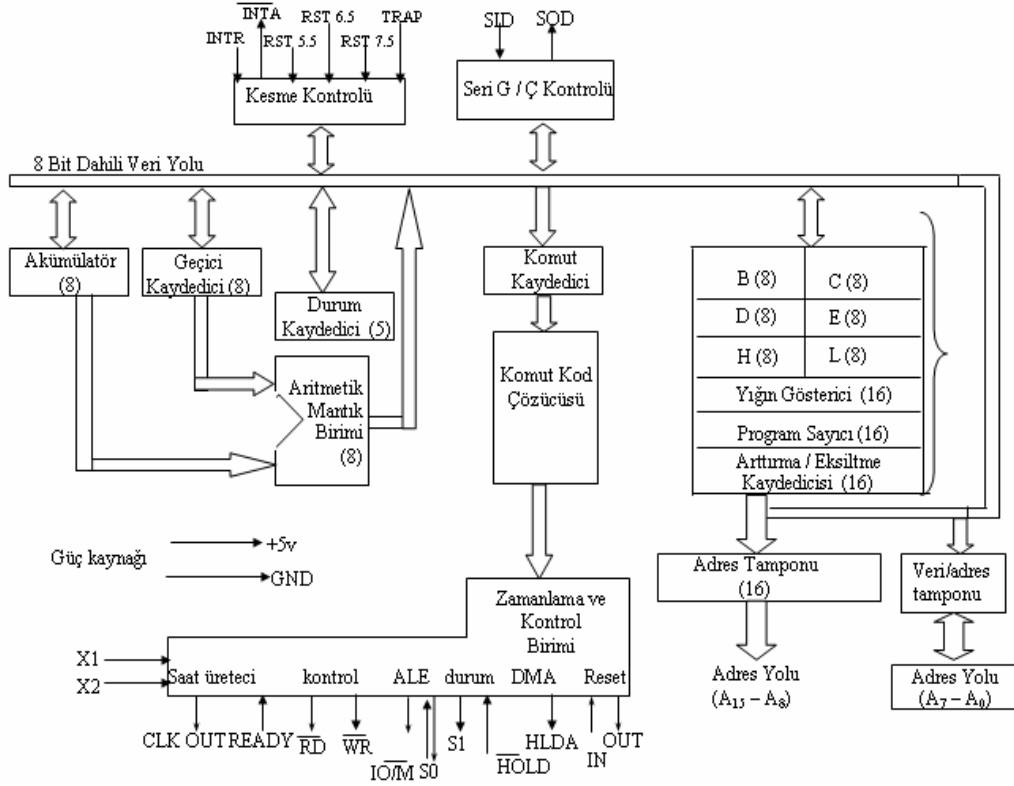 INTA
RST 6.5
TRAP
INTR
RST 5.5
RST 7.5
SID
SOD
Kesme Kontrolü
Seri G / Ç Kontrolü
8 Bit Dahili Veri Yolu
Akümülatör
(8)
Geçici
Kaydedici (8)
Durum
Kaydedici (5)
Komut
Kaydedici
B (8)
C (8)
D (8)
E (8)
H (8)
L (8)
Yığın Gösterici (16)
Program Sayıcı (16)
Arttırma / Eksiltme
Kaydedicisi (16)
Aritmetik
Mantık
Birimi
(8)
Komut Kod
Çözücüsü
Güç kaynağı
+5v
GND
Adres Tamponu
(16)
Veri/adres
tamponu
Zamanlama ve
Kontrol
Birimi
X1
X2
Saat üreteci
kontrol
ALE
durum
DMA
Reset
Adres Yolu
(A15 – A8)
Adres Yolu
(A7 – A0)
CLK OUT
READY
RD
WR
IO/M
S0
S1
HOLD
HLDA
IN
OUT